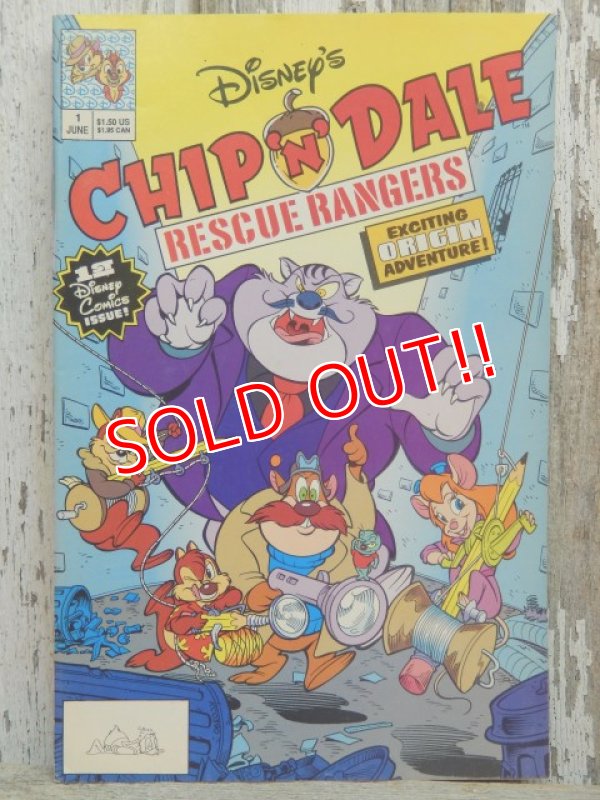 DISNEY'S
CHIP 'N' DALE
TM
RESCUE RANGERS
1
JUNE
$1.50 US
$1.95 CAN
EXCITING
ORIGIN
ADVENTURE!
1st
Disney
Comics
ISSUE!
SOLD OUT!!